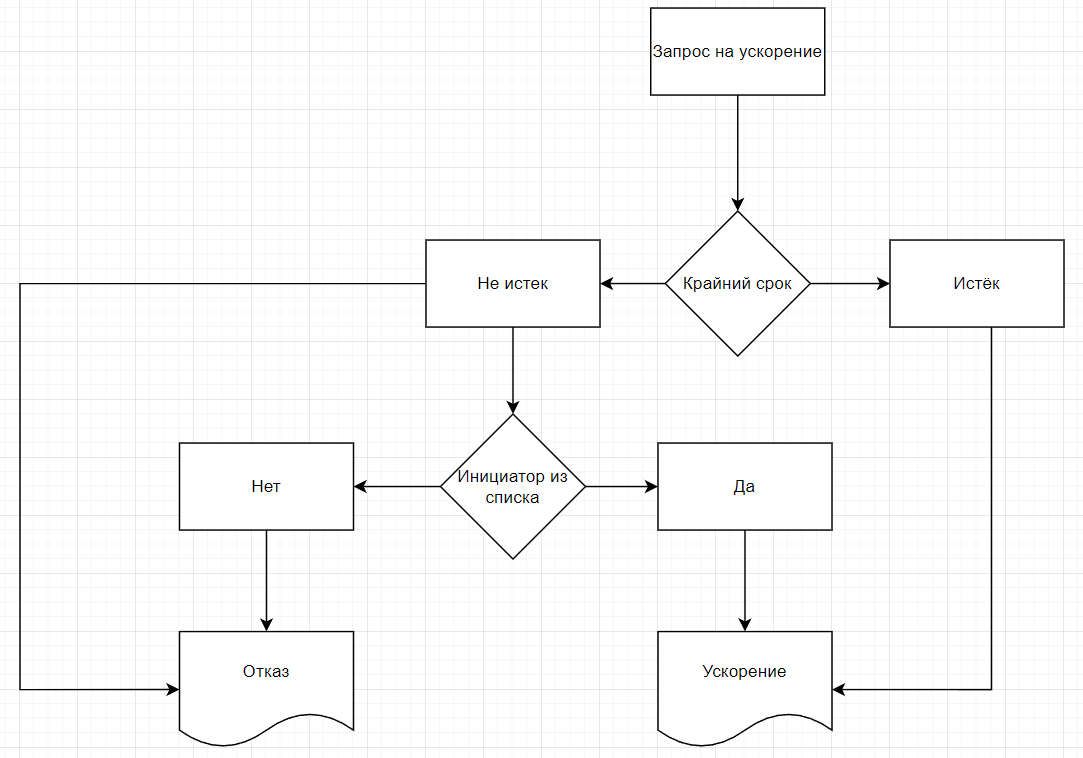 Запрос на ускорение
Не истек
Крайний срок
Истёк
Нет
Инициатор из
списка
Да
Отказ
Ускорение